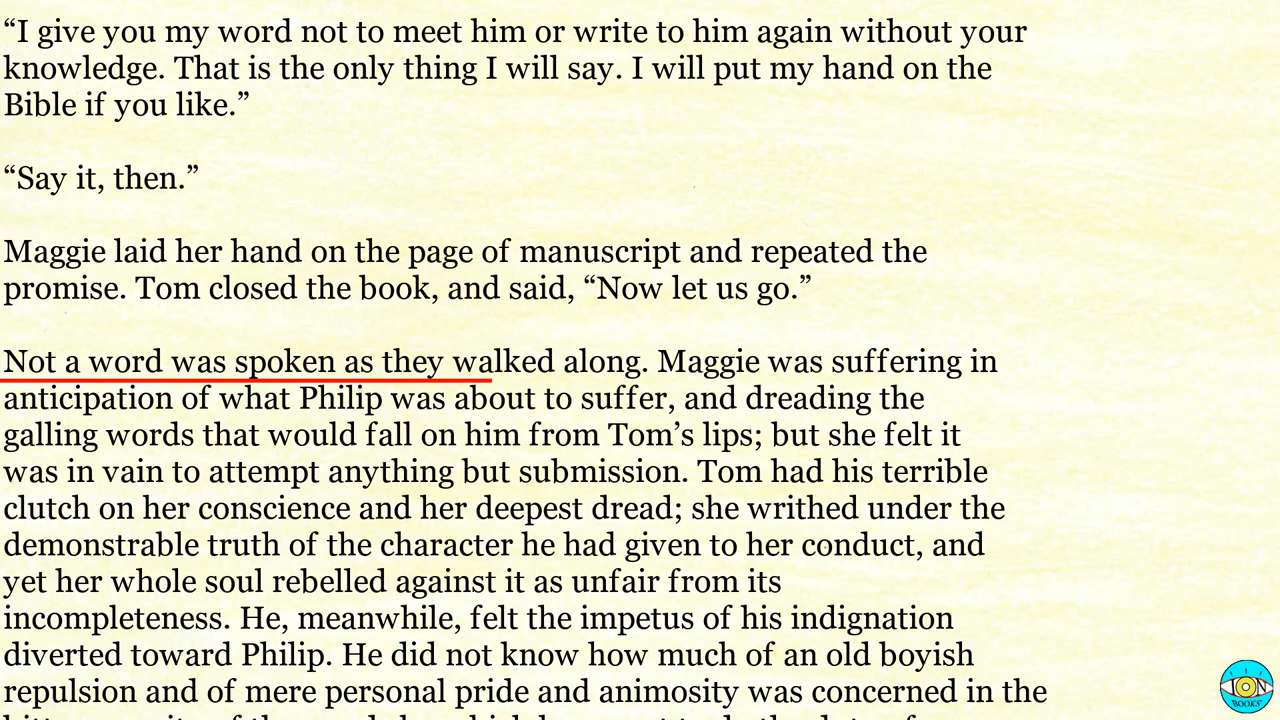 “I give you my word not to meet him or write to him again without your
knowledge. That is the only thing I will say. I will put my hand on the
Bible if you like.”
“Say it, then.”
Maggie laid her hand on the page of manuscript and repeated the
promise. Tom closed the book, and said, “Now let us go.”
Not a word was spoken as they walked along. Maggie was suffering in
anticipation of what Philip was about to suffer, and dreading the
galling words that would fall on him from Tom’s lips; but she felt it
was in vain to attempt anything but submission. Tom had his terrible
clutch on her conscience and her deepest dread; she writhed under the
demonstrable truth of the character he had given to her conduct, and
yet her whole soul rebelled against it as unfair from its
incompleteness. He, meanwhile, felt the impetus of his indignation
diverted toward Philip. He did not know how much of an old boyish
repulsion and of mere personal pride and animosity was concerned in the
ION
BOOKS